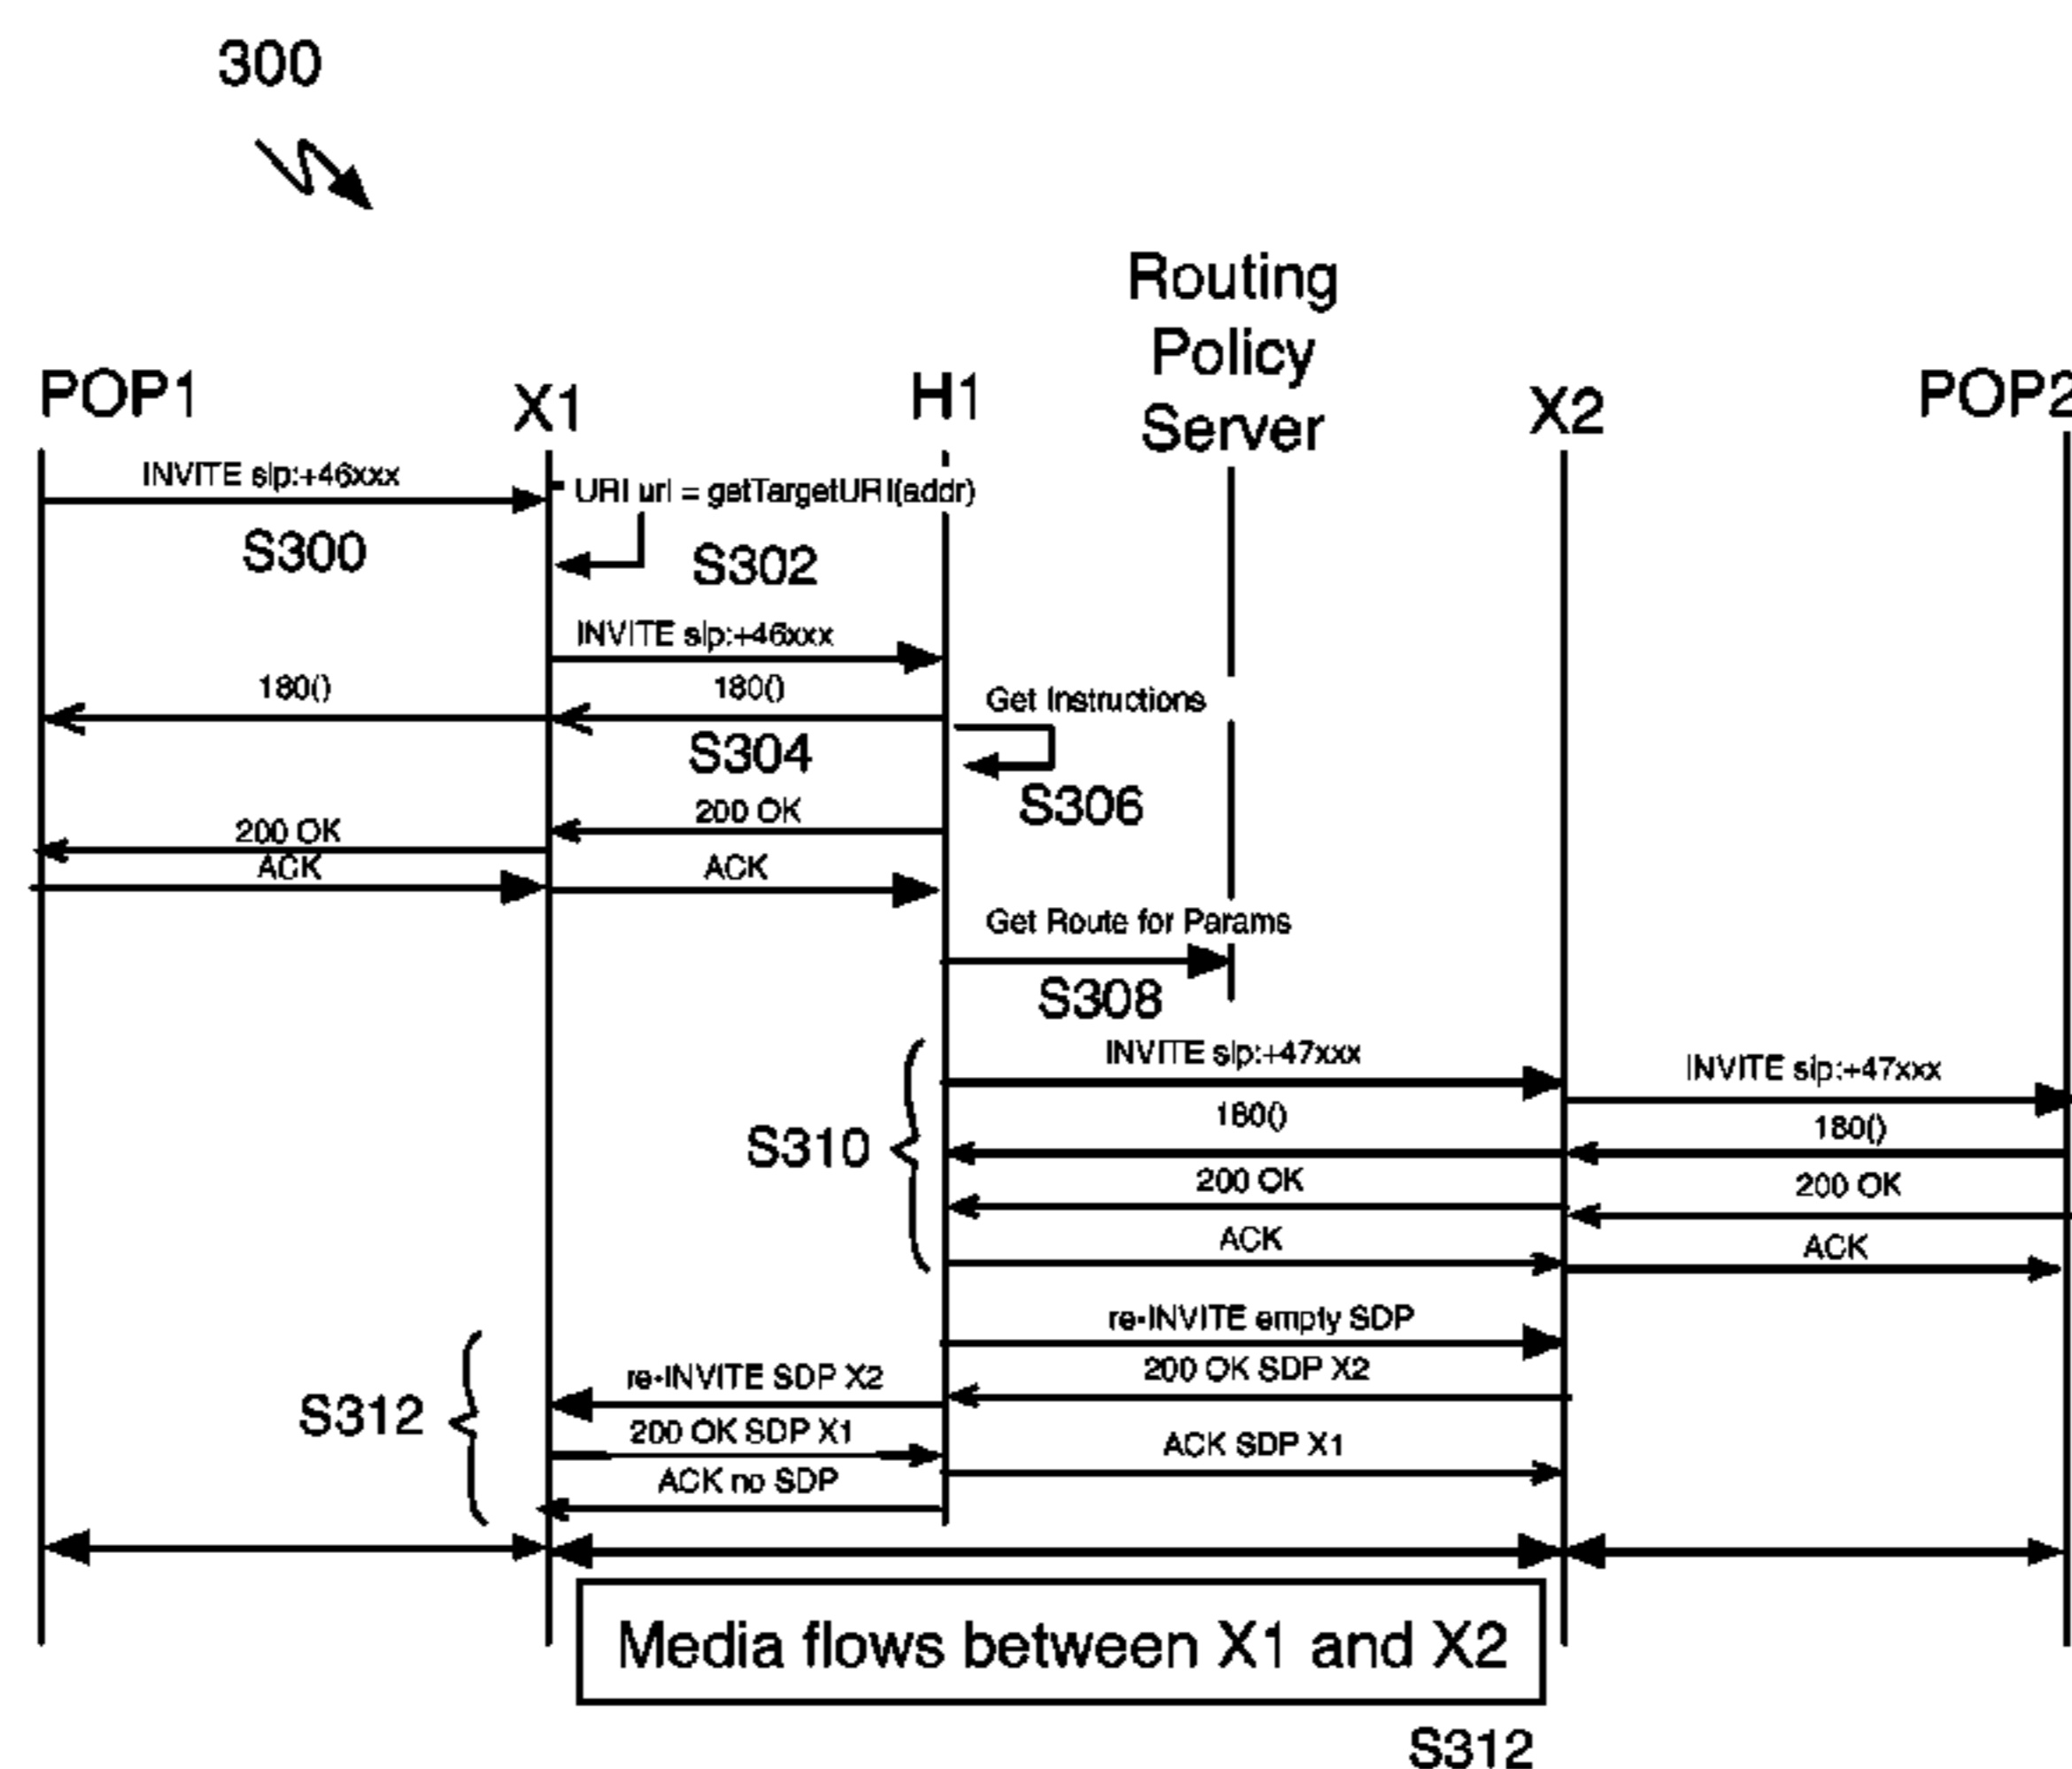 300
Routing
Policy
Server
POP1
X1
H1
X2
POP2
INVITE sip:+46xxx
URI uri = getTargetURI(addr)
S300
S302
INVITE sip:+46xxx
180()
180()
Get Instructions
S304
S306
200 OK
200 OK
ACK
ACK
Get Route for Params
S308
INVITE sip:+47xxx
INVITE sip:+47xxx
180()
180()
S310
200 OK
200 OK
ACK
ACK
re-INVITE empty SDP
re-INVITE SDP X2
200 OK SDP X2
S312
200 OK SDP X1
ACK SDP X1
ACK no SDP
Media flows between X1 and X2
S312